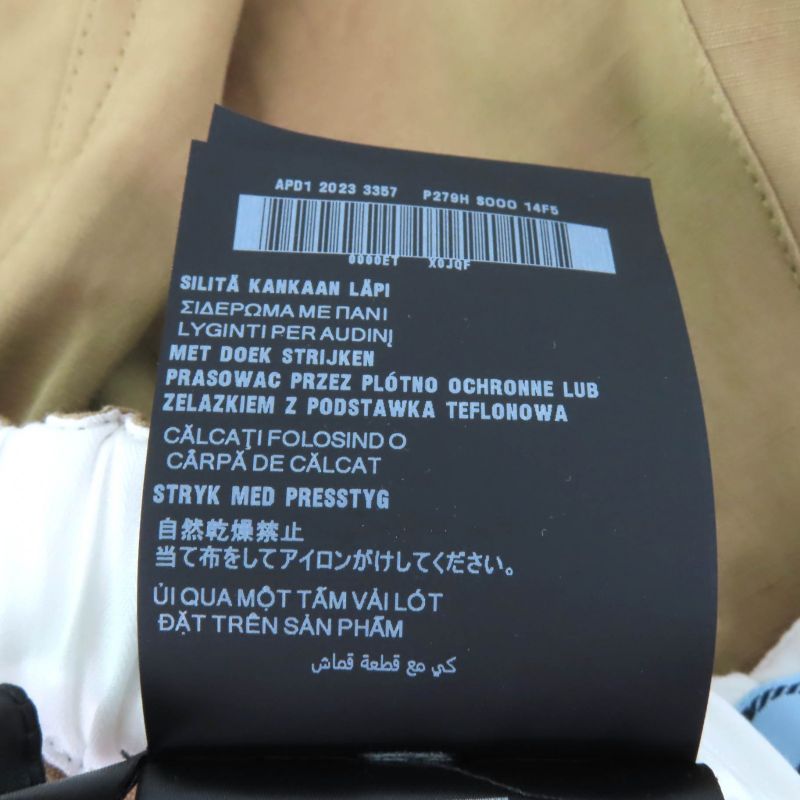 APD1 2023 3357 P279H S000 14F5
0000ET X0JQF
SILITÄ KANKAAN LÄPI
ΣΙΔΕΡΩΜΑ ΜΕ ΠΑΝΙ
LYGINTI PER AUDINĮ
MET DOEK STRIJKEN
PRASOWAC PRZEZ PLÓTNO OCHRONNE LUB
ZELAZKIEM Z PODSTAWKA TEFLONOWA
CĂLCAŢI FOLOSIND O
CÂRPĂ DE CĂLCAT
STRYK MED PRESSTYG
自然乾燥禁止
当て布をしてアイロンがけしてください。
ỦI QUA MỘT TẤM VẢI LÓT
ĐẶT TRÊN SẢN PHẨM
كي مع قطعة قماش